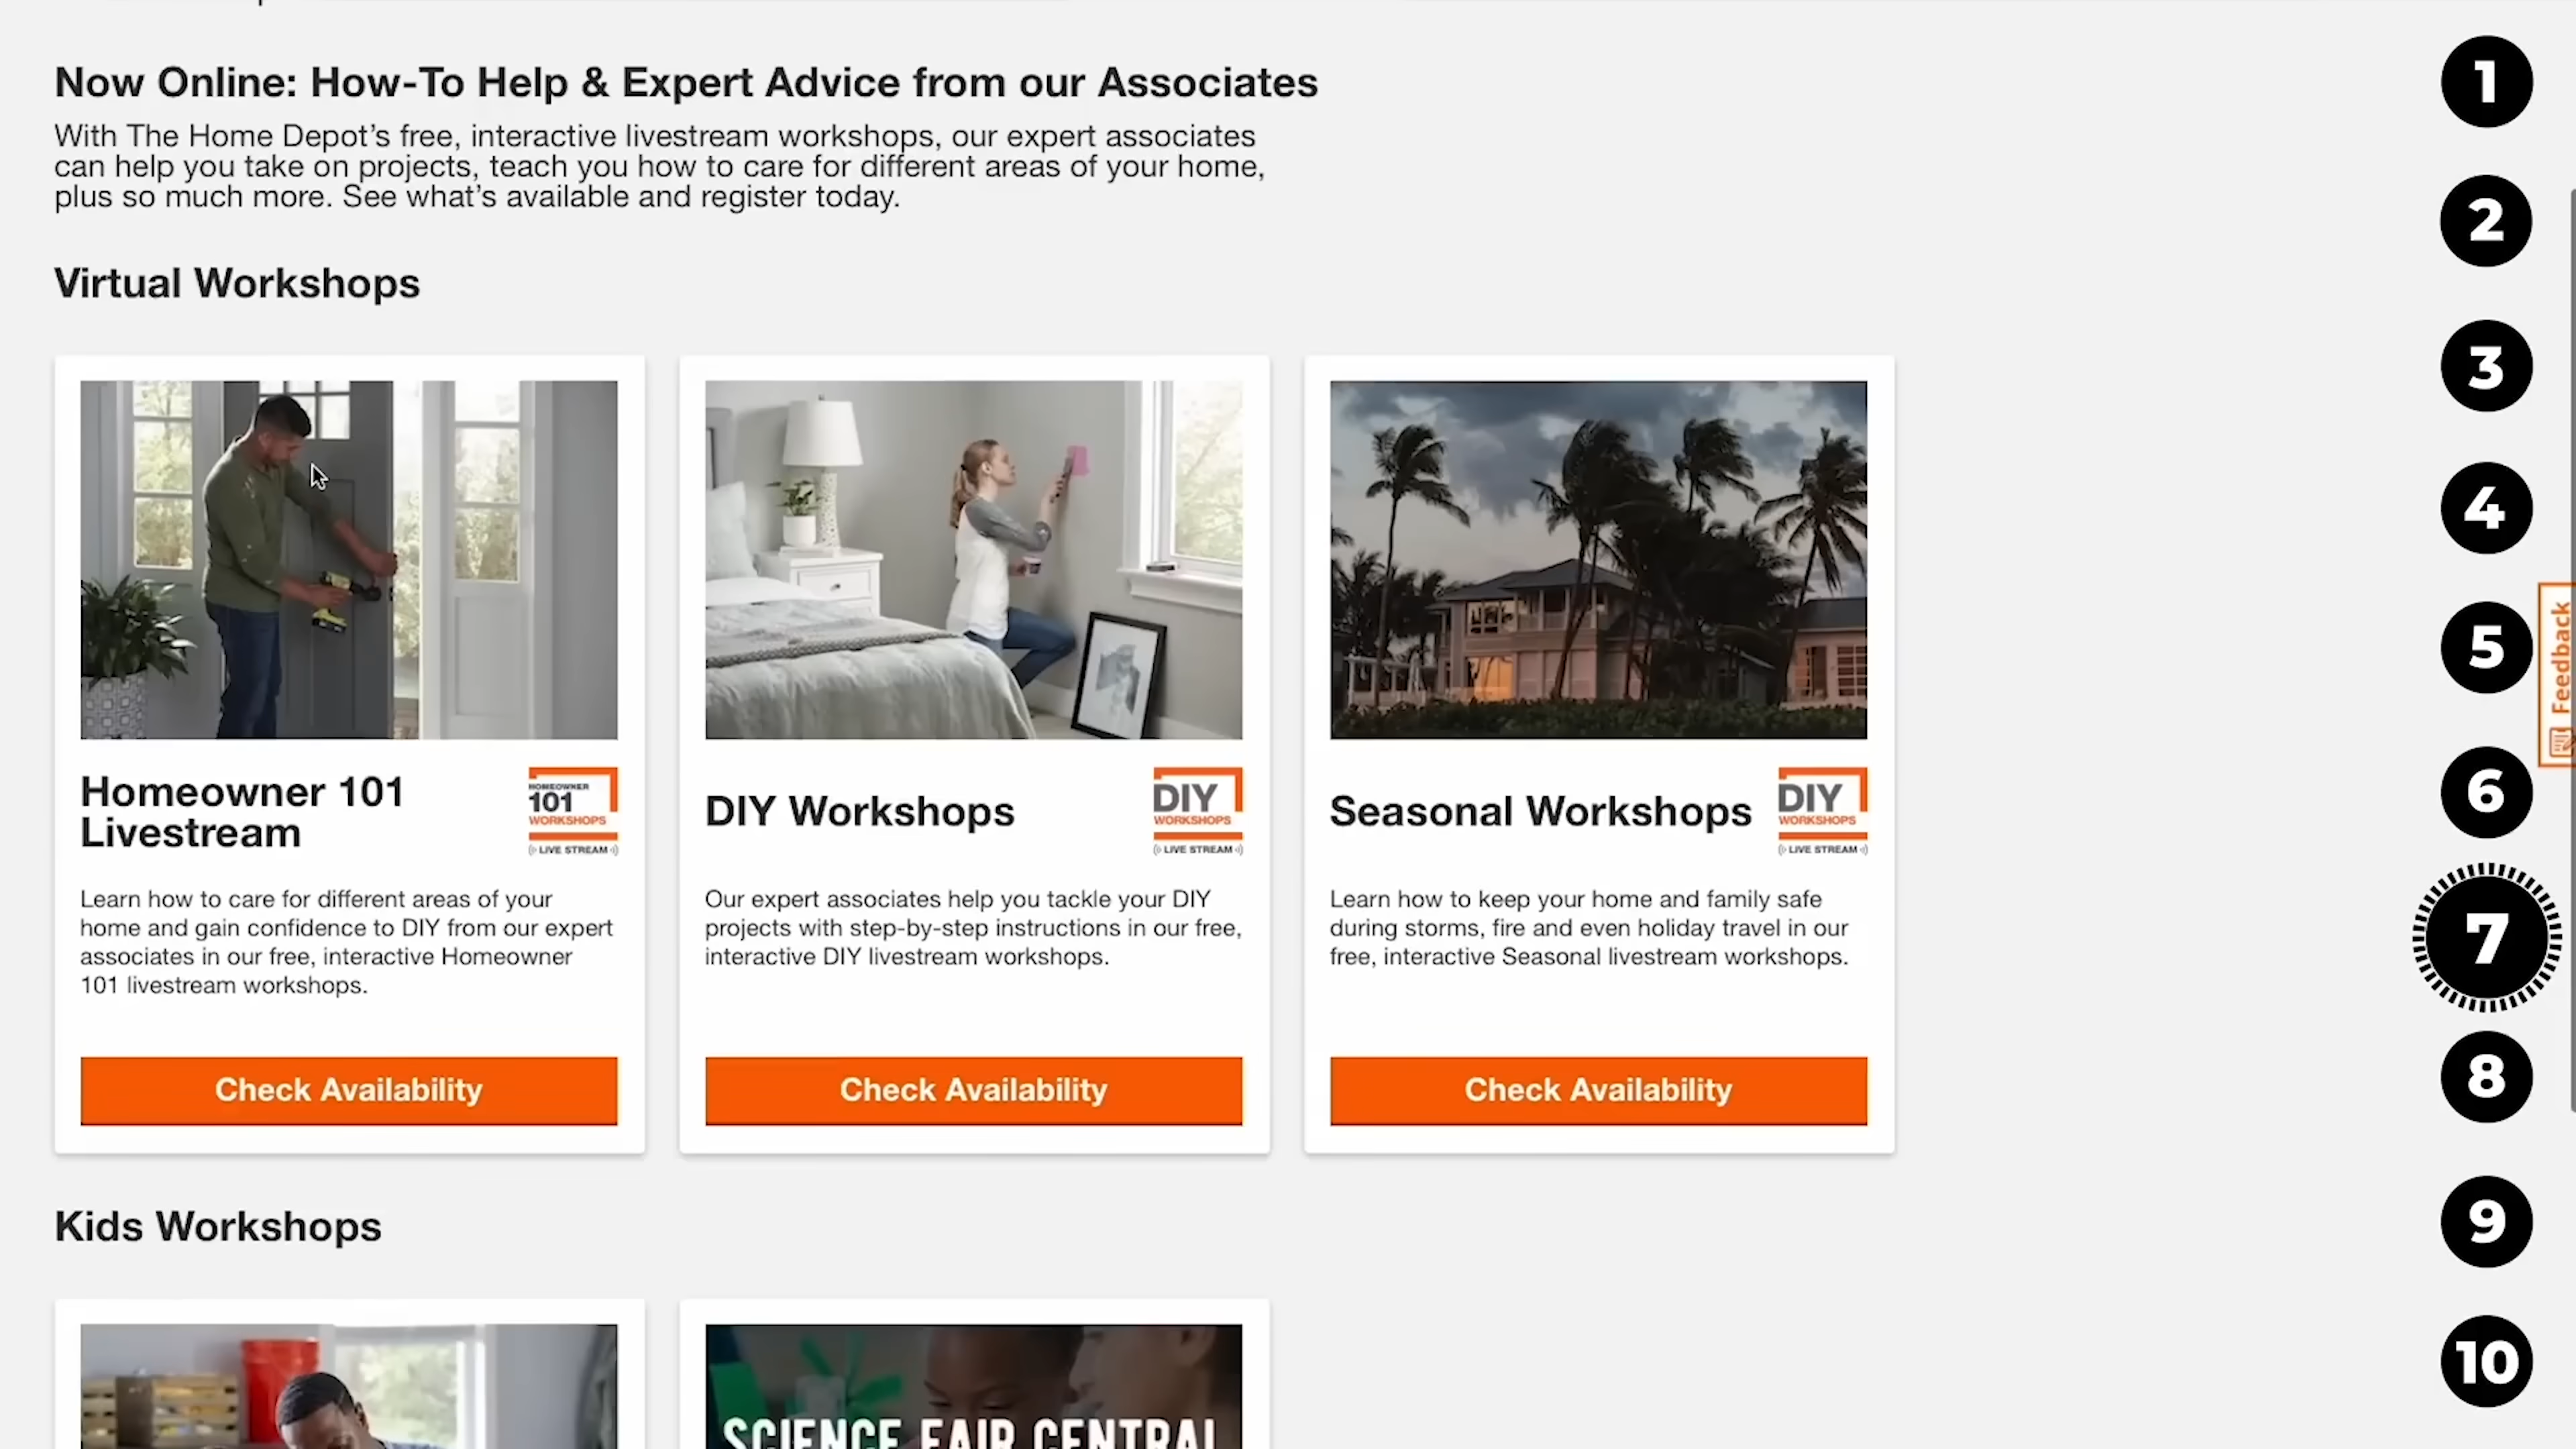 Now Online: How-To Help & Expert Advice from our Associates
With The Home Depot’s free, interactive livestream workshops, our expert associates
can help you take on projects, teach you how to care for different areas of your home,
plus so much more. See what’s available and register today.
Virtual Workshops
Homeowner 101
Livestream
HOMEOWNER
101
WORKSHOPS
LIVE STREAM
Learn how to care for different areas of your
home and gain confidence to DIY from our expert
associates in our free, interactive Homeowner
101 livestream workshops.
Check Availability
DIY Workshops
DIY
WORKSHOPS
LIVE STREAM
Our expert associates help you tackle your DIY
projects with step-by-step instructions in our free,
interactive DIY livestream workshops.
Check Availability
Seasonal Workshops
DIY
WORKSHOPS
LIVE STREAM
Learn how to keep your home and family safe
during storms, fire and even holiday travel in our
free, interactive Seasonal livestream workshops.
Check Availability
Kids Workshops
SCIENCE FAIR CENTRAL
1
2
3
4
5
6
7
8
9
10
Feedback